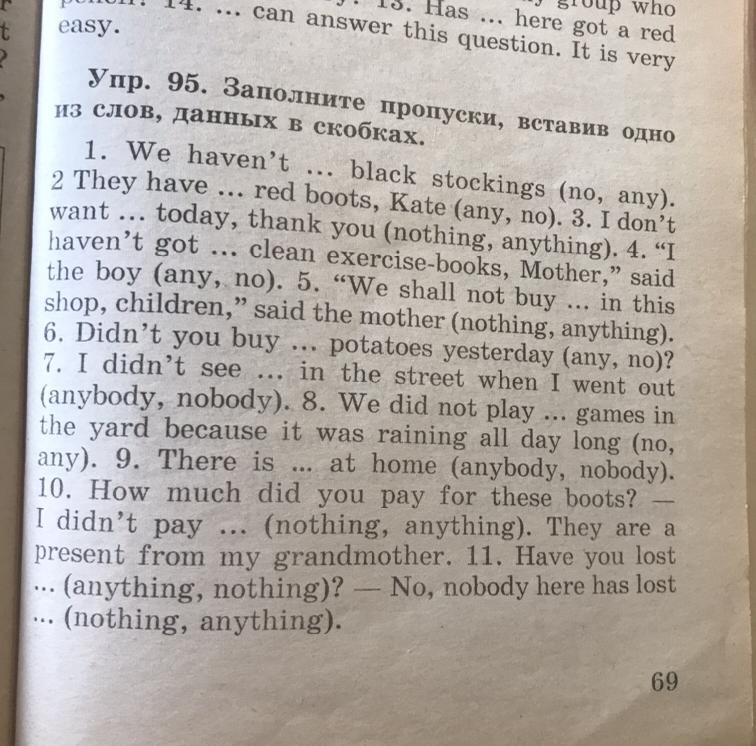 14. ... can answer this question. It is very
13. Has ... here got a red
group who
easy.
Упр. 95. Заполните пропуски, вставив одно
из слов, данных в скобках.
1. We haven't ... black stockings (no, any).
2 They have ... red boots, Kate (any, no). 3. I don't
want ... today, thank you (nothing, anything). 4. “I
haven't got ... clean exercise-books, Mother,” said
the boy (any, no). 5. “We shall not buy ... in this
shop, children,” said the mother (nothing, anything).
6. Didn't you buy ... potatoes yesterday (any, no)?
7. I didn't see ... in the street when I went out
(anybody, nobody). 8. We did not play ... games in
the yard because it was raining all day long (no,
any). 9. There is ... at home (anybody, nobody).
10. How much did you pay for these boots? —
I didn't pay ... (nothing, anything). They are a
present from my grandmother. 11. Have you lost
... (anything, nothing)? — No, nobody here has lost
... (nothing, anything).
69